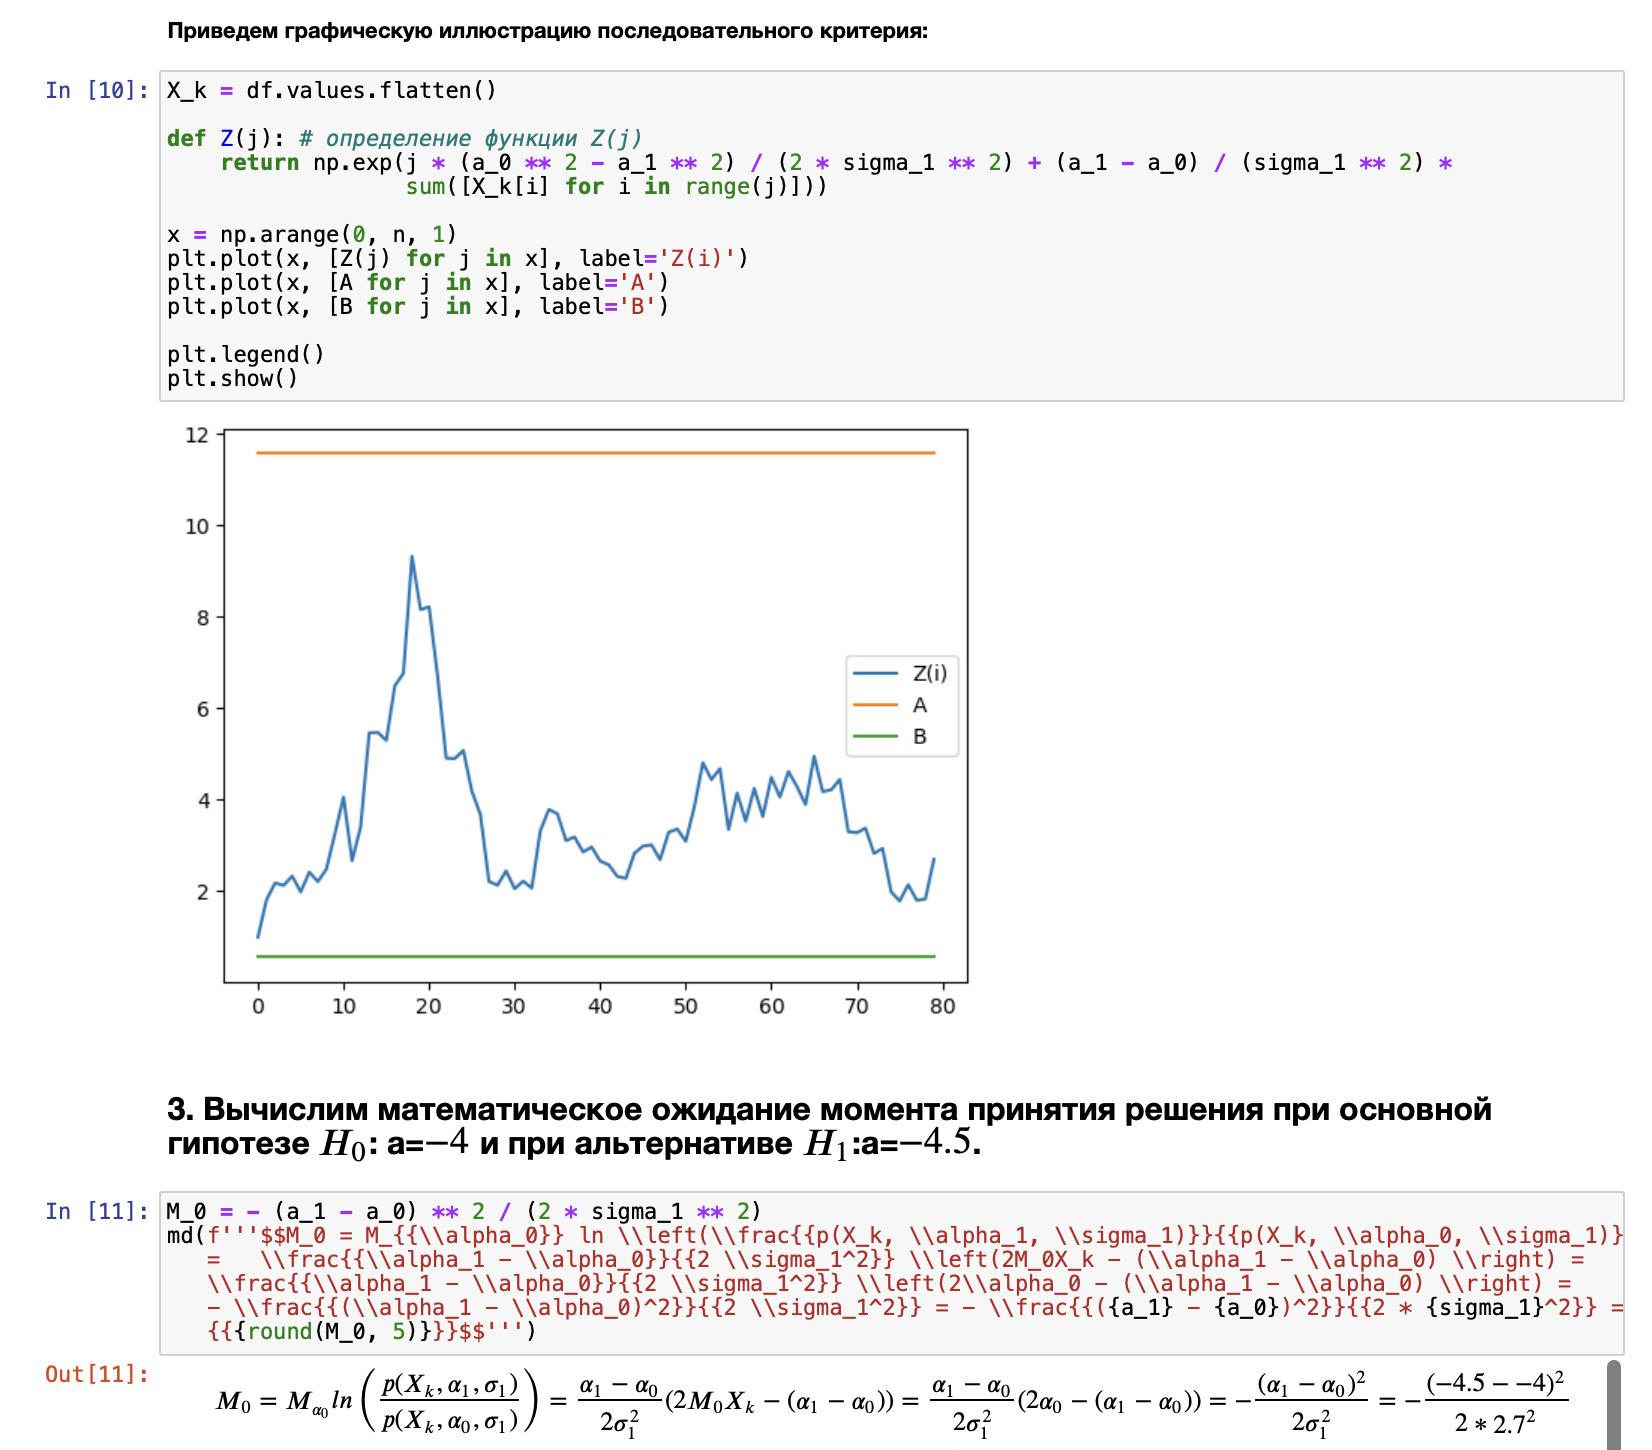 Приведем графическую иллюстрацию последовательного критерия:
In [10]:
X_k = df.values.flatten()
def Z(j): # определение функции Z(j)
    return np.exp(j * (a_0 ** 2 - a_1 ** 2) / (2 * sigma_1 ** 2) + (a_1 - a_0) / (sigma_1 ** 2) *
                  sum([X_k[i] for i in range(j)]))
x = np.arange(0, n, 1)
plt.plot(x, [Z(j) for j in x], label='Z(i)')
plt.plot(x, [A for j in x], label='A')
plt.plot(x, [B for j in x], label='B')
plt.legend()
plt.show()
12
10
8
6
4
2
Z(i)
A
B
0 10 20 30 40 50 60 70 80
3. Вычислим математическое ожидание момента принятия решения при основной
гипотезе H₀: a=−4 и при альтернативе H₁:a=−4.5.
In [11]:
M_0 = - (a_1 - a_0) ** 2 / (2 * sigma_1 ** 2)
md(f'''$$M_0 = M_{{\\alpha_0}} ln \\left(\\frac{{p(X_k, \\alpha_1, \\sigma_1)}}{{p(X_k, \\alpha_0, \\sigma_1)}
   =   \\frac{{\\alpha_1 - \\alpha_0}}{{2 \\sigma_1^2}} \\left(2M_0X_k - (\\alpha_1 - \\alpha_0) \\right) =
   \\frac{{\\alpha_1 - \\alpha_0}}{{2 \\sigma_1^2}} \\left(2\\alpha_0 - (\\alpha_1 - \\alpha_0) \\right) =
   - \\frac{{(\\alpha_1 - \\alpha_0)^2}}{{2 \\sigma_1^2}} = - \\frac{{({a_1} - {a_0})^2}}{{2 * {sigma_1}^2}} =
   {{{round(M_0, 5)}}}$$''')
Out[11]:
M₀ = M_α₀ ln ( p(X_k, α₁, σ₁) / p(X_k, α₀, σ₁) ) = (α₁ − α₀) / 2σ₁² (2M₀X_k − (α₁ − α₀)) = (α₁ − α₀) / 2σ₁² (2α₀ − (α₁ − α₀)) = − (α₁ − α₀)² / 2σ₁² = − (−4.5 − −4)² / 2 ∗ 2.7²